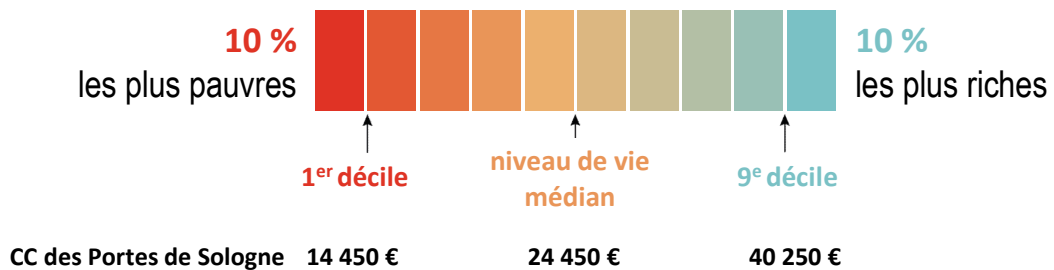 10 %
les plus pauvres
10 %
les plus riches
1er décile
niveau de vie
médian
9e décile
CC des Portes de Sologne 14 450 € 24 450 € 40 250 €